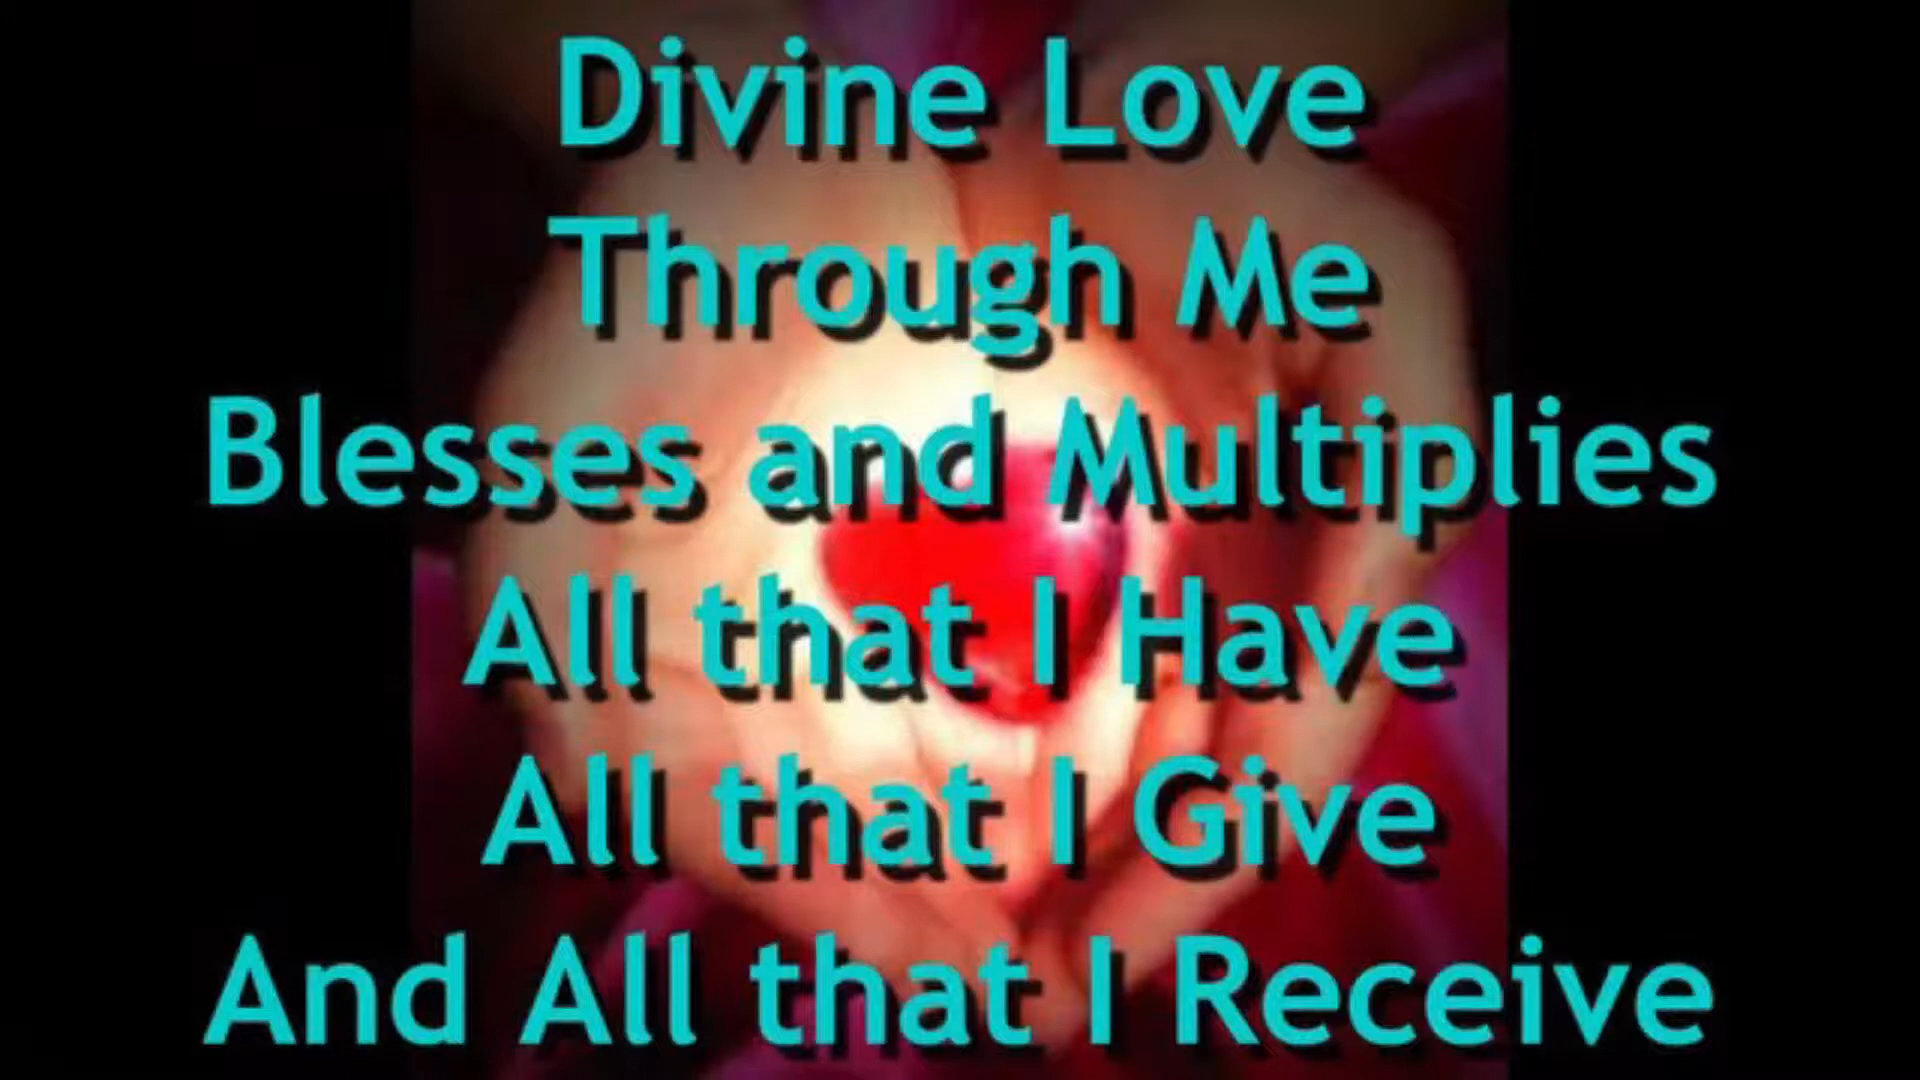 Divine Love
Through Me
Blesses and Multiplies
All that I Have
All that I Give
And All that I Receive